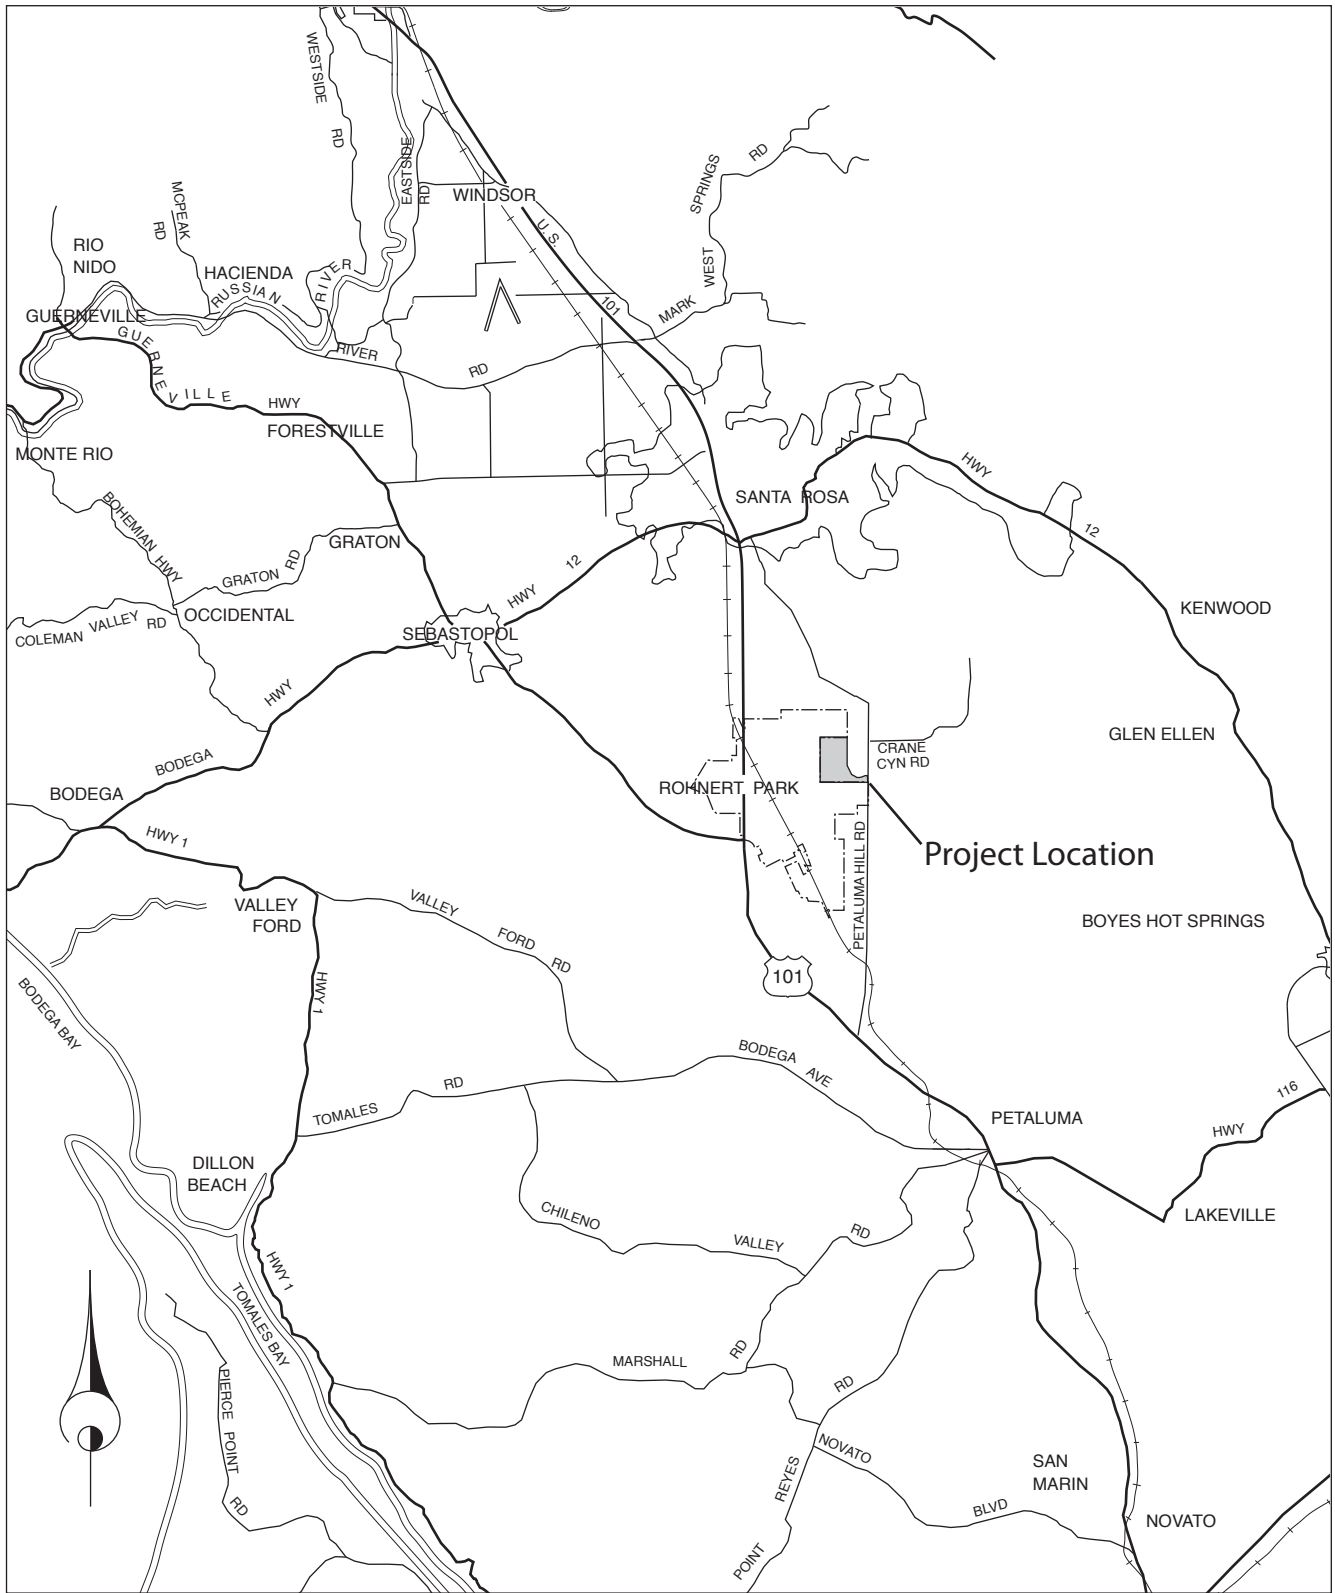 WESTSIDE
RD
EASTSIDE
RD
WINDSOR
U. S.
101
SPRINGS
RD
WEST
MARK
MCPEAK
RD
RIO
NIDO
HACIENDA
RUSSIAN
RIVER
GUERNEVILLE
GUERNEVILLE
HWY
RIVER
RD
FORESTVILLE
MONTE RIO
BOHEMIAN HWY
GRATON
GRATON RD
OCCIDENTAL
COLEMAN VALLEY RD
SEBASTOPOL
HWY 12
SANTA ROSA
HWY
12
KENWOOD
GLEN ELLEN
HWY
BODEGA
BODEGA
HWY 1
CRANE
CYN RD
ROHNERT PARK
PETALUMA HILL RD
Project Location
BOYES HOT SPRINGS
VALLEY
FORD
VALLEY
FORD
RD
101
HWY 1
BODEGA BAY
BODEGA
AVE
RD
TOMALES
PETALUMA
HWY
116
LAKEVILLE
DILLON
BEACH
CHILENO
VALLEY
RD
HWY 1
TOMALES BAY
MARSHALL
RD
RD
PIERCE POINT
RD
NOVATO
BLVD
REYES
POINT
SAN
MARIN
NOVATO